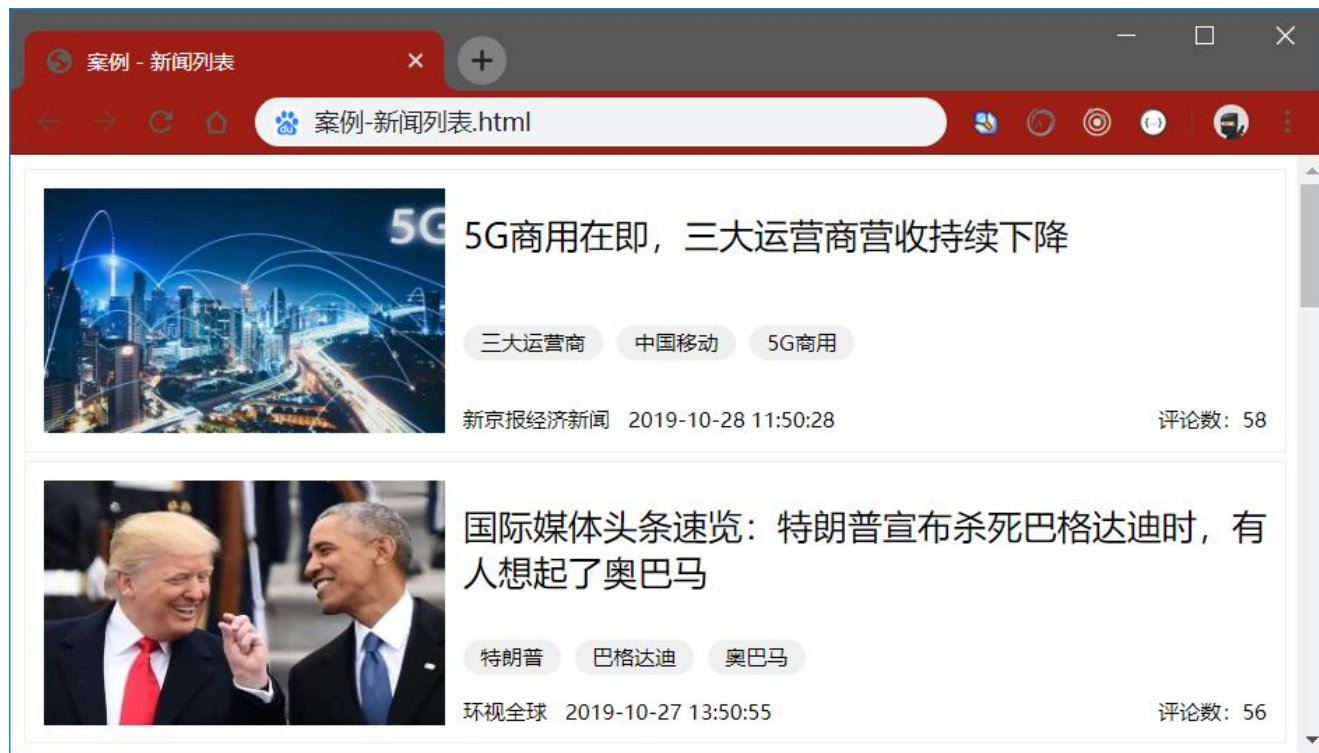 案例 - 新闻列表
案例-新闻列表.html
5G
5G商用在即，三大运营商营收持续下降
三大运营商 中国移动 5G商用
新京报经济新闻 2019-10-28 11:50:28 评论数：58
国际媒体头条速览：特朗普宣布杀死巴格达迪时，有
人想起了奥巴马
特朗普 巴格达迪 奥巴马
环视全球 2019-10-27 13:50:55 评论数：56